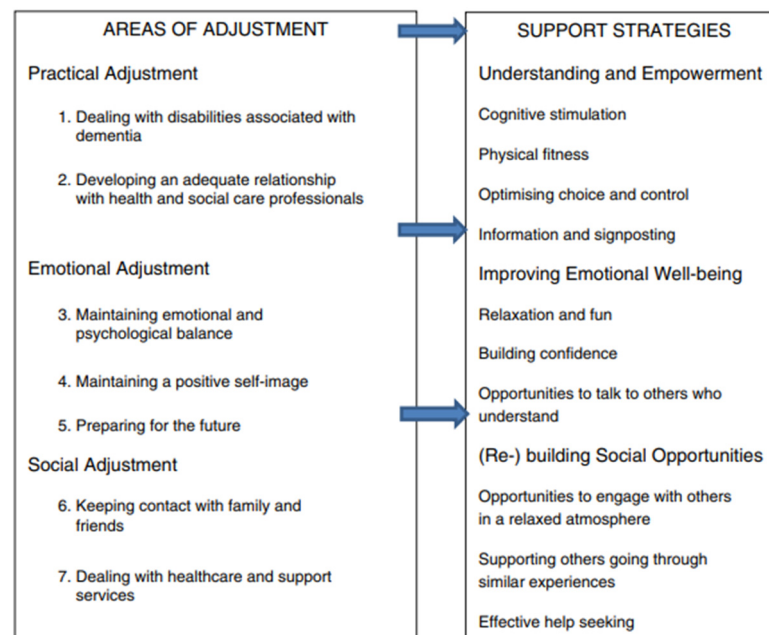 AREAS OF ADJUSTMENT
Practical Adjustment
1. Dealing with disabilities associated with
dementia
2. Developing an adequate relationship
with health and social care professionals
Emotional Adjustment
3. Maintaining emotional and
psychological balance
4. Maintaining a positive self-image
5. Preparing for the future
Social Adjustment
6. Keeping contact with family and
friends
7. Dealing with healthcare and support
services
SUPPORT STRATEGIES
Understanding and Empowerment
Cognitive stimulation
Physical fitness
Optimising choice and control
Information and signposting
Improving Emotional Well-being
Relaxation and fun
Building confidence
Opportunities to talk to others who
understand
(Re-) building Social Opportunities
Opportunities to engage with others
in a relaxed atmosphere
Supporting others going through
similar experiences
Effective help seeking